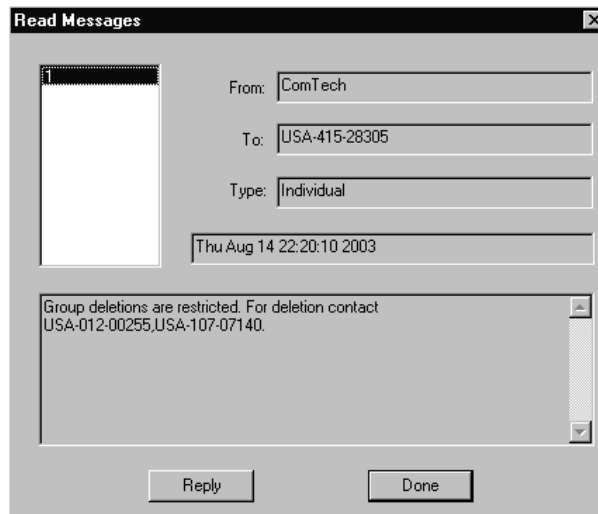 Read Messages
1
From: ComTech
To: USA-415-28305
Type: Individual
Thu Aug 14 22:20:10 2003
Group deletions are restricted. For deletion contact
USA-012-00255,USA-107-07140.
Reply Done